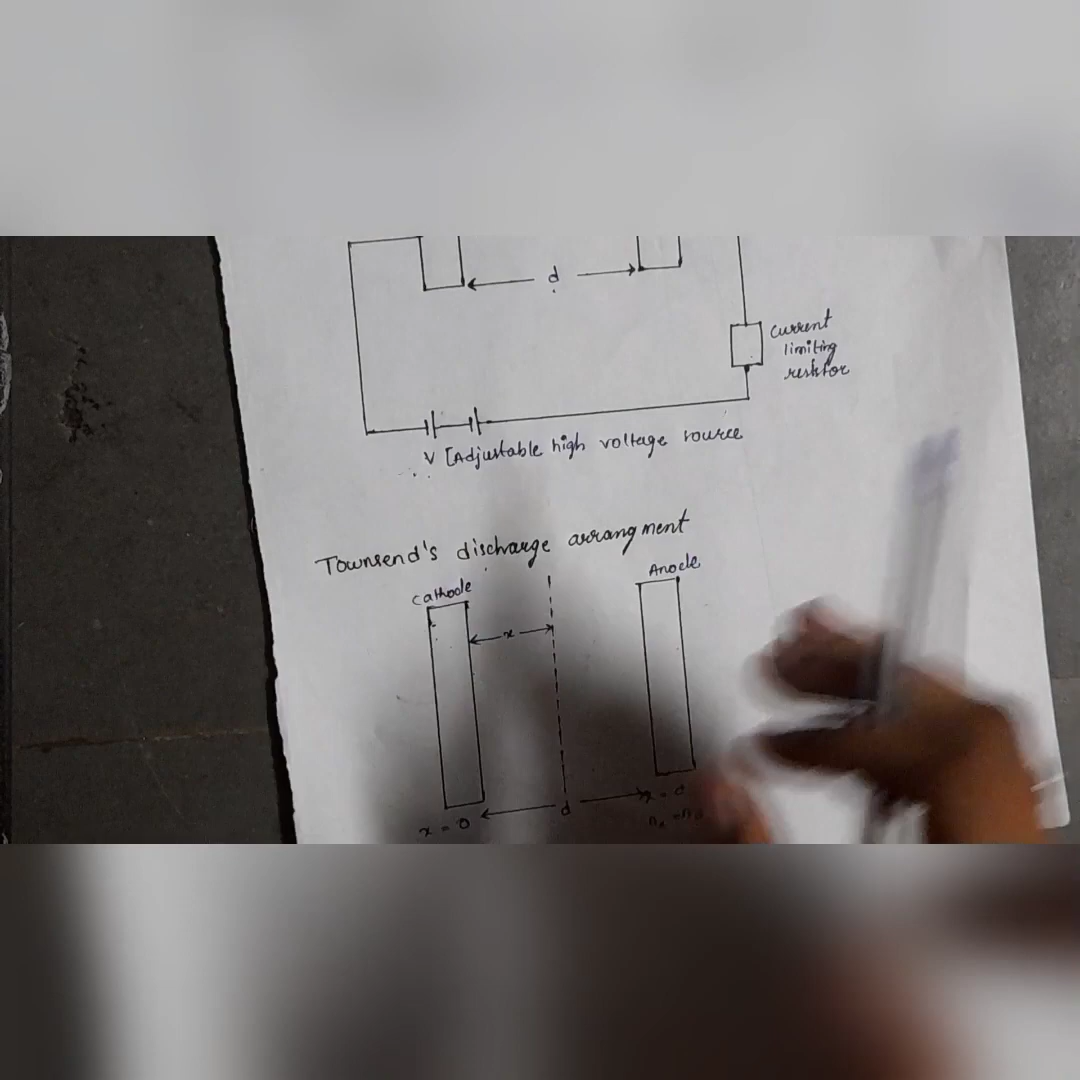 d
current
limiting
resistor
V [Adjustable high voltage source
Townsend's discharge arrangment
cathode
Anode
x
d
x = d
x = 0